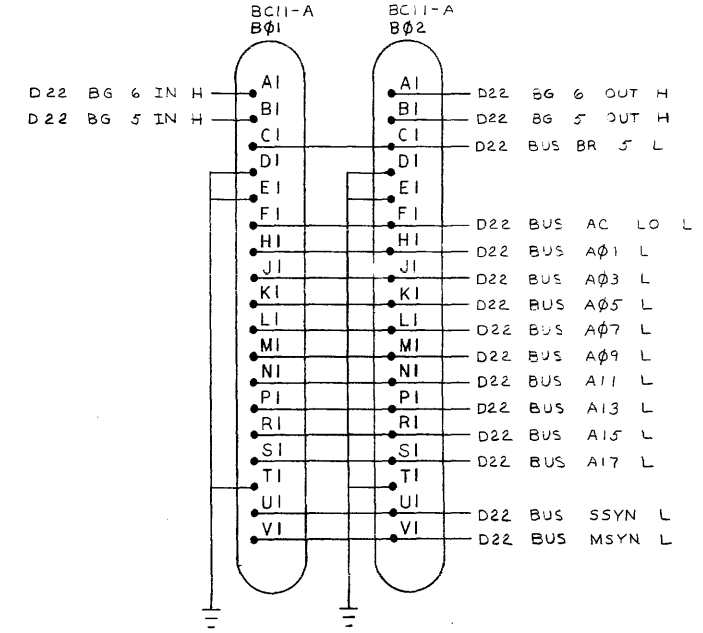 BC11-A BC11-A
BØ1 BØ2
D22 BG 6 IN H A1 A1 D22 BG 6 OUT H
D22 BG 5 IN H B1 B1 D22 BG 5 OUT H
C1 C1 D22 BUS BR 5 L
D1 D1
E1 E1
F1 F1 D22 BUS AC LO L
H1 H1 D22 BUS AØ1 L
J1 J1 D22 BUS AØ3 L
K1 K1 D22 BUS AØ5 L
L1 L1 D22 BUS AØ7 L
M1 M1 D22 BUS AØ9 L
N1 N1 D22 BUS A11 L
P1 P1 D22 BUS A13 L
R1 R1 D22 BUS A15 L
S1 S1 D22 BUS A17 L
T1 T1
U1 U1 D22 BUS SSYN L
V1 V1 D22 BUS MSYN L